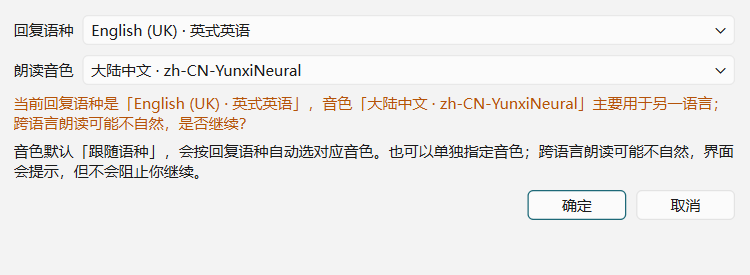 回复语种 English (UK) · 英式英语
朗读音色 大陆中文 · zh-CN-YunxiNeural
当前回复语种是「English (UK) · 英式英语」，音色「大陆中文 · zh-CN-YunxiNeural」主要用于另一语言；
跨语言朗读可能不自然，是否继续？
音色默认「跟随语种」，会按回复语种自动选对应音色。也可以单独指定音色；跨语言朗读可能不自然，界面
会提示，但不会阻止你继续。
确定 取消